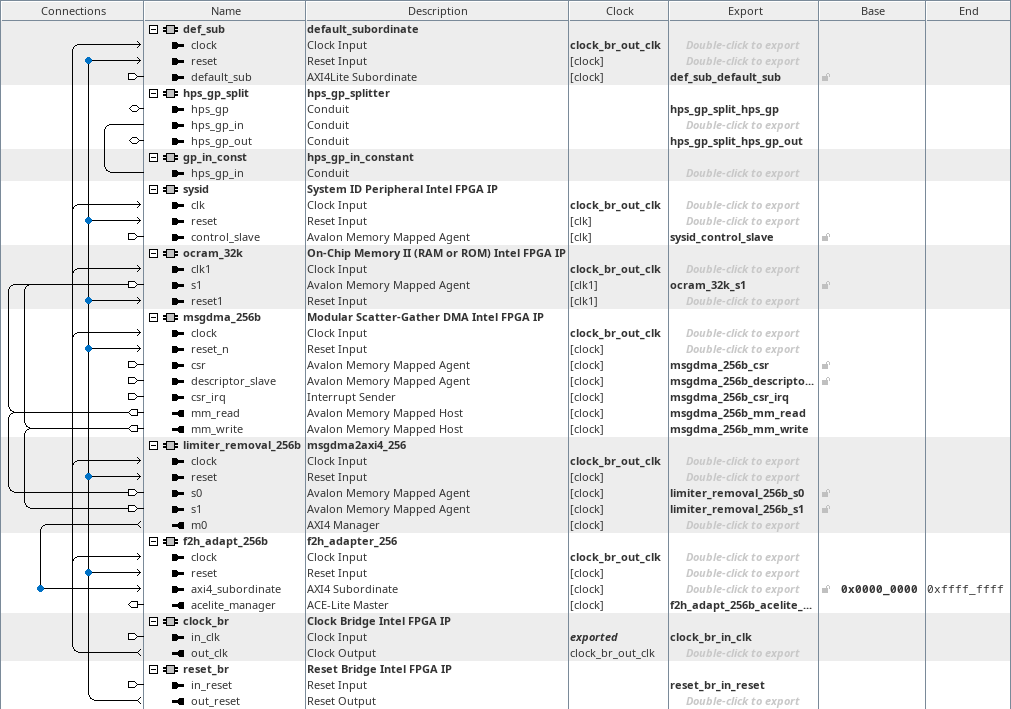 Connections Name Description Clock Export Base End
def_sub default_subordinate
clock Clock Input clock_br_out_clk Double-click to export
reset Reset Input [clock] Double-click to export
default_sub AXI4Lite Subordinate [clock] def_sub_default_sub
hps_gp_split hps_gp_splitter
hps_gp Conduit hps_gp_split_hps_gp
hps_gp_in Conduit Double-click to export
hps_gp_out Conduit hps_gp_split_hps_gp_out
gp_in_const hps_gp_in_constant
hps_gp_in Conduit Double-click to export
sysid System ID Peripheral Intel FPGA IP
clk Clock Input clock_br_out_clk Double-click to export
reset Reset Input [clk] Double-click to export
control_slave Avalon Memory Mapped Agent [clk] sysid_control_slave
ocram_32k On-Chip Memory II (RAM or ROM) Intel FPGA IP
clk1 Clock Input clock_br_out_clk Double-click to export
s1 Avalon Memory Mapped Agent [clk1] ocram_32k_s1
reset1 Reset Input [clk1] Double-click to export
msgdma_256b Modular Scatter-Gather DMA Intel FPGA IP
clock Clock Input clock_br_out_clk Double-click to export
reset_n Reset Input [clock] Double-click to export
csr Avalon Memory Mapped Agent [clock] msgdma_256b_csr
descriptor_slave Avalon Memory Mapped Agent [clock] msgdma_256b_descripto...
csr_irq Interrupt Sender [clock] msgdma_256b_csr_irq
mm_read Avalon Memory Mapped Host [clock] msgdma_256b_mm_read
mm_write Avalon Memory Mapped Host [clock] msgdma_256b_mm_write
limiter_removal_256b msgdma2axi4_256
clock Clock Input clock_br_out_clk Double-click to export
reset Reset Input [clock] Double-click to export
s0 Avalon Memory Mapped Agent [clock] limiter_removal_256b_s0
s1 Avalon Memory Mapped Agent [clock] limiter_removal_256b_s1
m0 AXI4 Manager [clock] Double-click to export
f2h_adapt_256b f2h_adapter_256
clock Clock Input clock_br_out_clk Double-click to export
reset Reset Input [clock] Double-click to export
axi4_subordinate AXI4 Subordinate [clock] Double-click to export 0x0000_0000 0xffff_ffff
acelite_manager ACE-Lite Master [clock] f2h_adapt_256b_acelite_...
clock_br Clock Bridge Intel FPGA IP
in_clk Clock Input exported clock_br_in_clk
out_clk Clock Output clock_br_out_clk Double-click to export
reset_br Reset Bridge Intel FPGA IP
in_reset Reset Input reset_br_in_reset
out_reset Reset Output Double-click to export